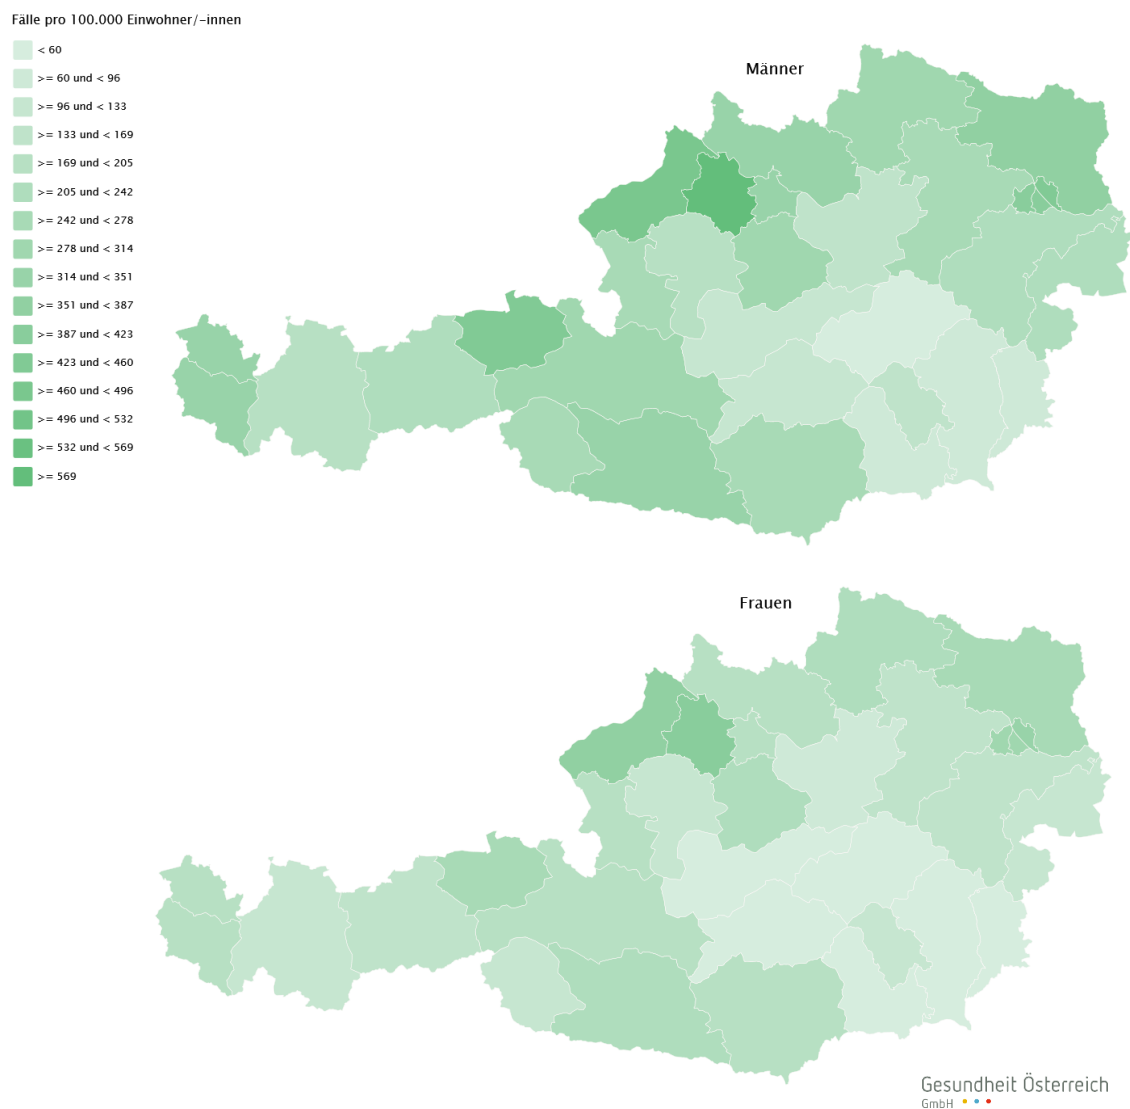 Fälle pro 100.000 Einwohner/-innen
< 60
>= 60 und < 96
>= 96 und < 133
>= 133 und < 169
>= 169 und < 205
>= 205 und < 242
>= 242 und < 278
>= 278 und < 314
>= 314 und < 351
>= 351 und < 387
>= 387 und < 423
>= 423 und < 460
>= 460 und < 496
>= 496 und < 532
>= 532 und < 569
>= 569
Männer
Frauen
Gesundheit Österreich
GmbH